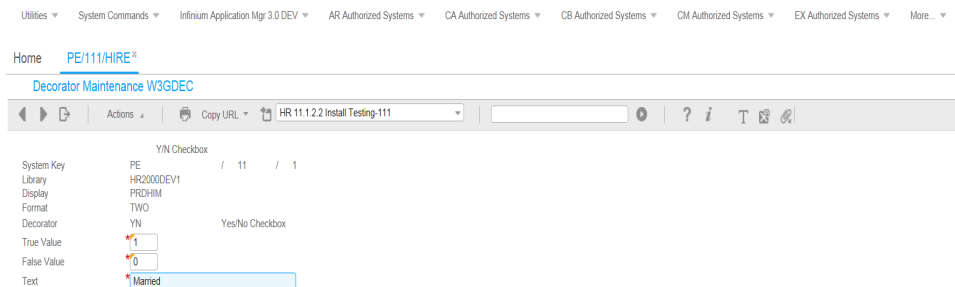 Utilities System Commands Infinium Application Mgr 3.0 DEV AR Authorized Systems CA Authorized Systems CB Authorized Systems CM Authorized Systems EX Authorized Systems More...
Home PE/111/HIRE x
Decorator Maintenance W3GDEC
Actions Copy URL HR 11.1.2.2 Install Testing-111 ? i T
Y/N Checkbox
System Key PE / 11 / 1
Library HR2000DEV1
Display PRDHIM
Format TWO
Decorator YN Yes/No Checkbox
True Value * 1
False Value * 0
Text * Married